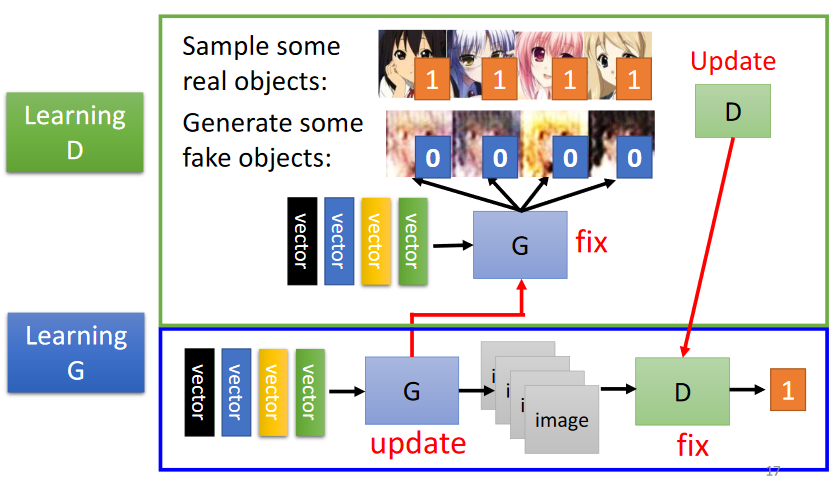 Learning
D
Sample some
real objects:
1
1
1
1
Generate some
fake objects:
0
0
0
0
Update
D
vector
vector
vector
vector
G
fix
Learning
G
vector
vector
vector
vector
G
update
i
i
i
image
D
fix
1
17